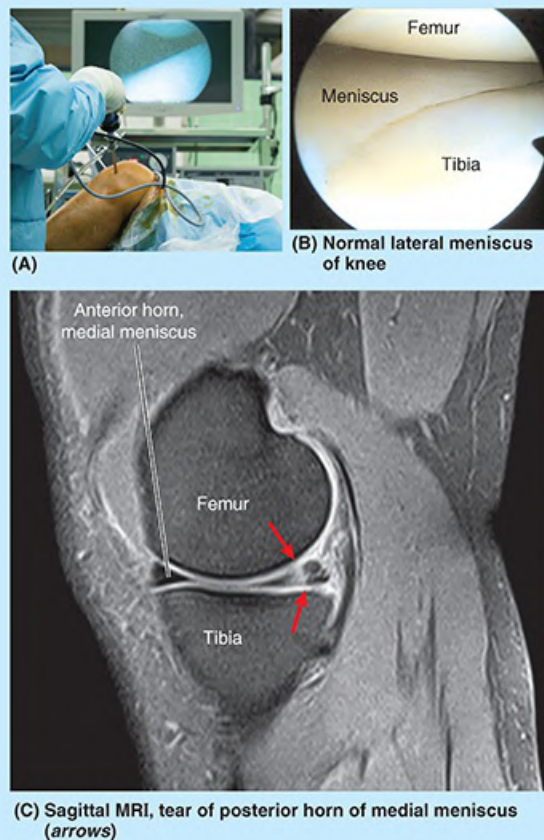 (A)
Femur
Meniscus
Tibia
(B) Normal lateral meniscus
of knee
Anterior horn,
medial meniscus
Femur
Tibia
(C) Sagittal MRI, tear of posterior horn of medial meniscus
(arrows)